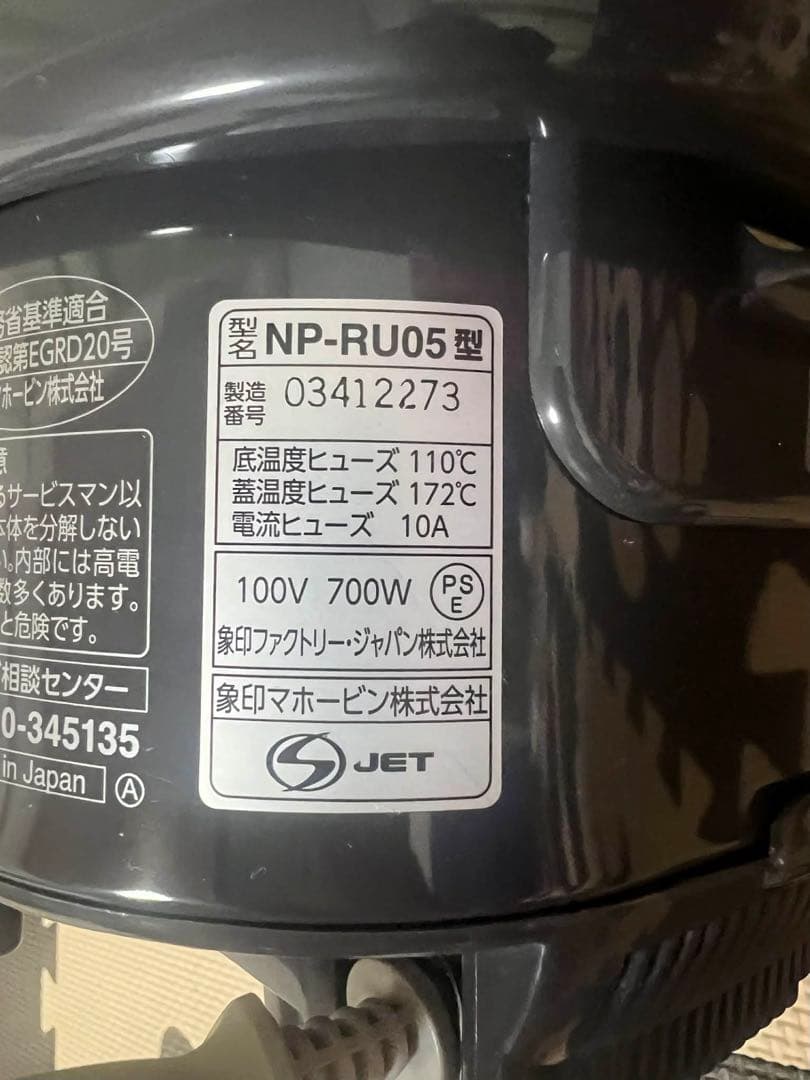 省基準適合
認第EGRD20号
マホービン株式会社
意
るサービスマン以
本体を分解しない
い。内部には高電
数多くあります。
と危険です。
相談センター
0-345135
in Japan
A
型名 NP-RU05型
製造番号 03412273
底温度ヒューズ 110℃
蓋温度ヒューズ 172℃
電流ヒューズ 10A
100V 700W PSE
象印ファクトリー・ジャパン株式会社
象印マホービン株式会社
S JET